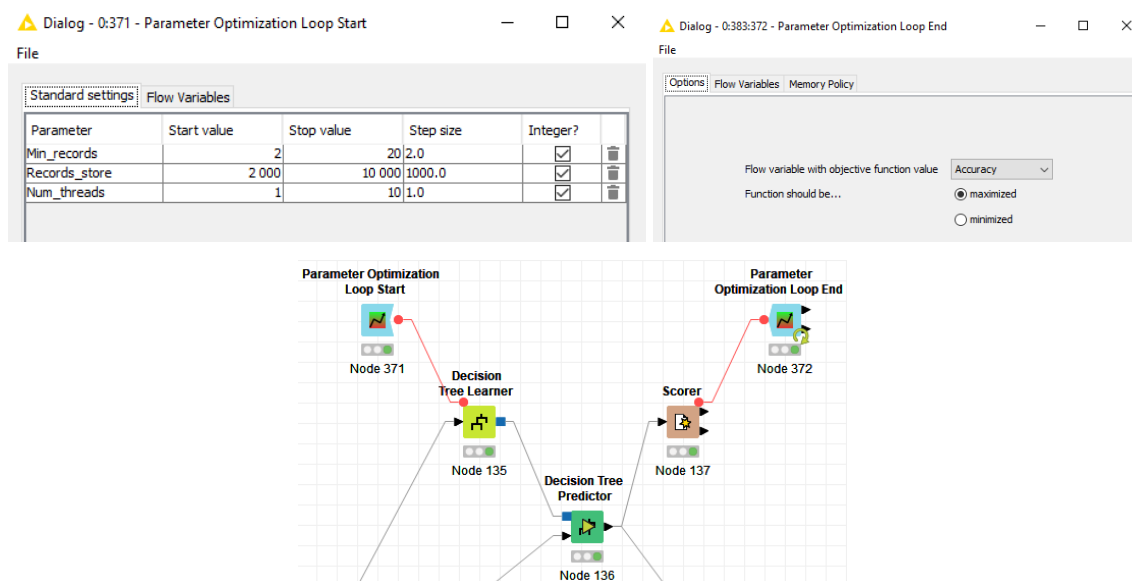 Dialog - 0:371 - Parameter Optimization Loop Start
File
Standard settings Flow Variables
Parameter Start value Stop value Step size Integer?
Min_records 2 20 2.0
Records_store 2 000 10 000 1000.0
Num_threads 1 10 1.0
Dialog - 0:383:372 - Parameter Optimization Loop End
File
Options Flow Variables Memory Policy
Flow variable with objective function value Accuracy
Function should be... maximized
minimized
Parameter Optimization
Loop Start
Node 371
Parameter
Optimization Loop End
Node 372
Decision
Tree Learner
Node 135
Scorer
Node 137
Decision Tree
Predictor
Node 136